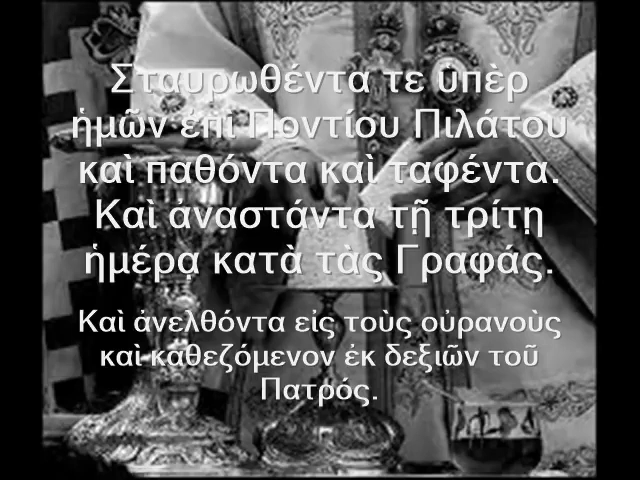 Σταυρωθέντα τε ὑπὲρ
ἡμῶν ἐπὶ Ποντίου Πιλάτου
καὶ παθόντα καὶ ταφέντα.
Καὶ ἀναστάντα τῇ τρίτῃ
ἡμέρᾳ κατὰ τὰς Γραφάς.
Καὶ ἀνελθόντα εἰς τοὺς οὐρανοὺς
καὶ καθεζόμενον ἐκ δεξιῶν τοῦ
Πατρός.